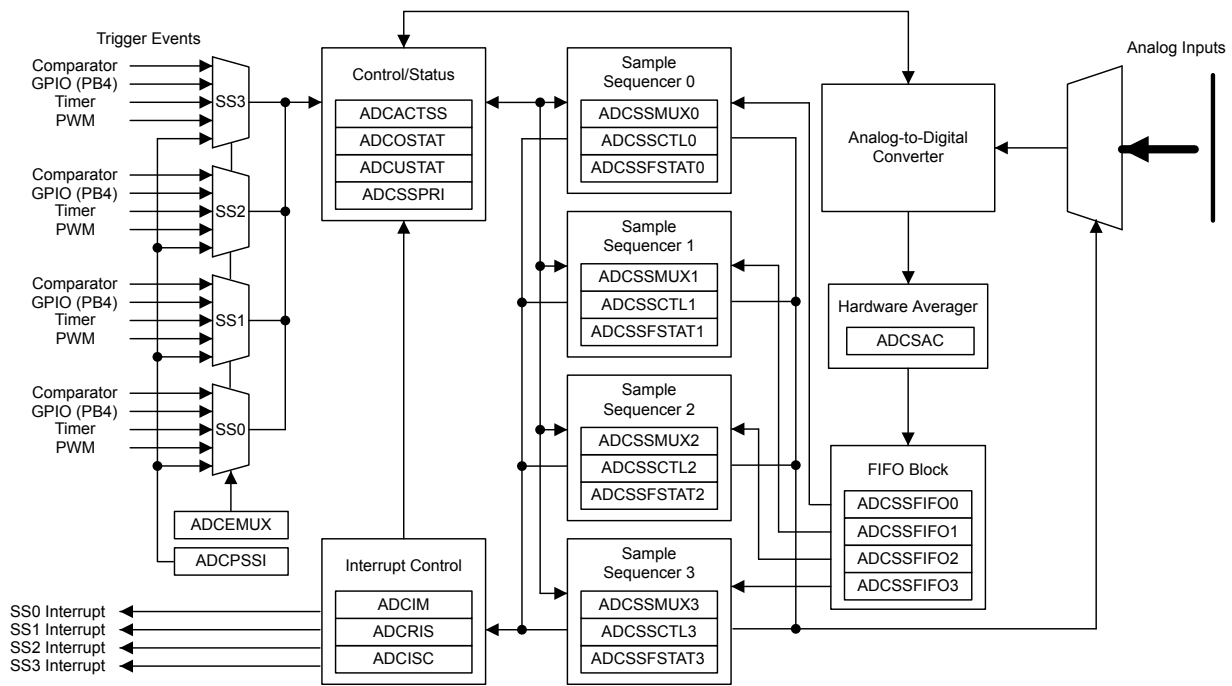 Trigger Events
Comparator
GPIO (PB4)
Timer
PWM
SS3
Comparator
GPIO (PB4)
Timer
PWM
SS2
Comparator
GPIO (PB4)
Timer
PWM
SS1
Comparator
GPIO (PB4)
Timer
PWM
SS0
ADCEMUX
ADCPSSI
SS0 Interrupt
SS1 Interrupt
SS2 Interrupt
SS3 Interrupt
Control/Status
ADCACTSS
ADCOSTAT
ADCUSTAT
ADCSSPRI
Interrupt Control
ADCIM
ADCRIS
ADCISC
Sample
Sequencer 0
ADCSSMUX0
ADCSSCTL0
ADCSSFSTAT0
Sample
Sequencer 1
ADCSSMUX1
ADCSSCTL1
ADCSSFSTAT1
Sample
Sequencer 2
ADCSSMUX2
ADCSSCTL2
ADCSSFSTAT2
Sample
Sequencer 3
ADCSSMUX3
ADCSSCTL3
ADCSSFSTAT3
Analog-to-Digital
Converter
Hardware Averager
ADCSAC
FIFO Block
ADCSSFIFO0
ADCSSFIFO1
ADCSSFIFO2
ADCSSFIFO3
Analog Inputs